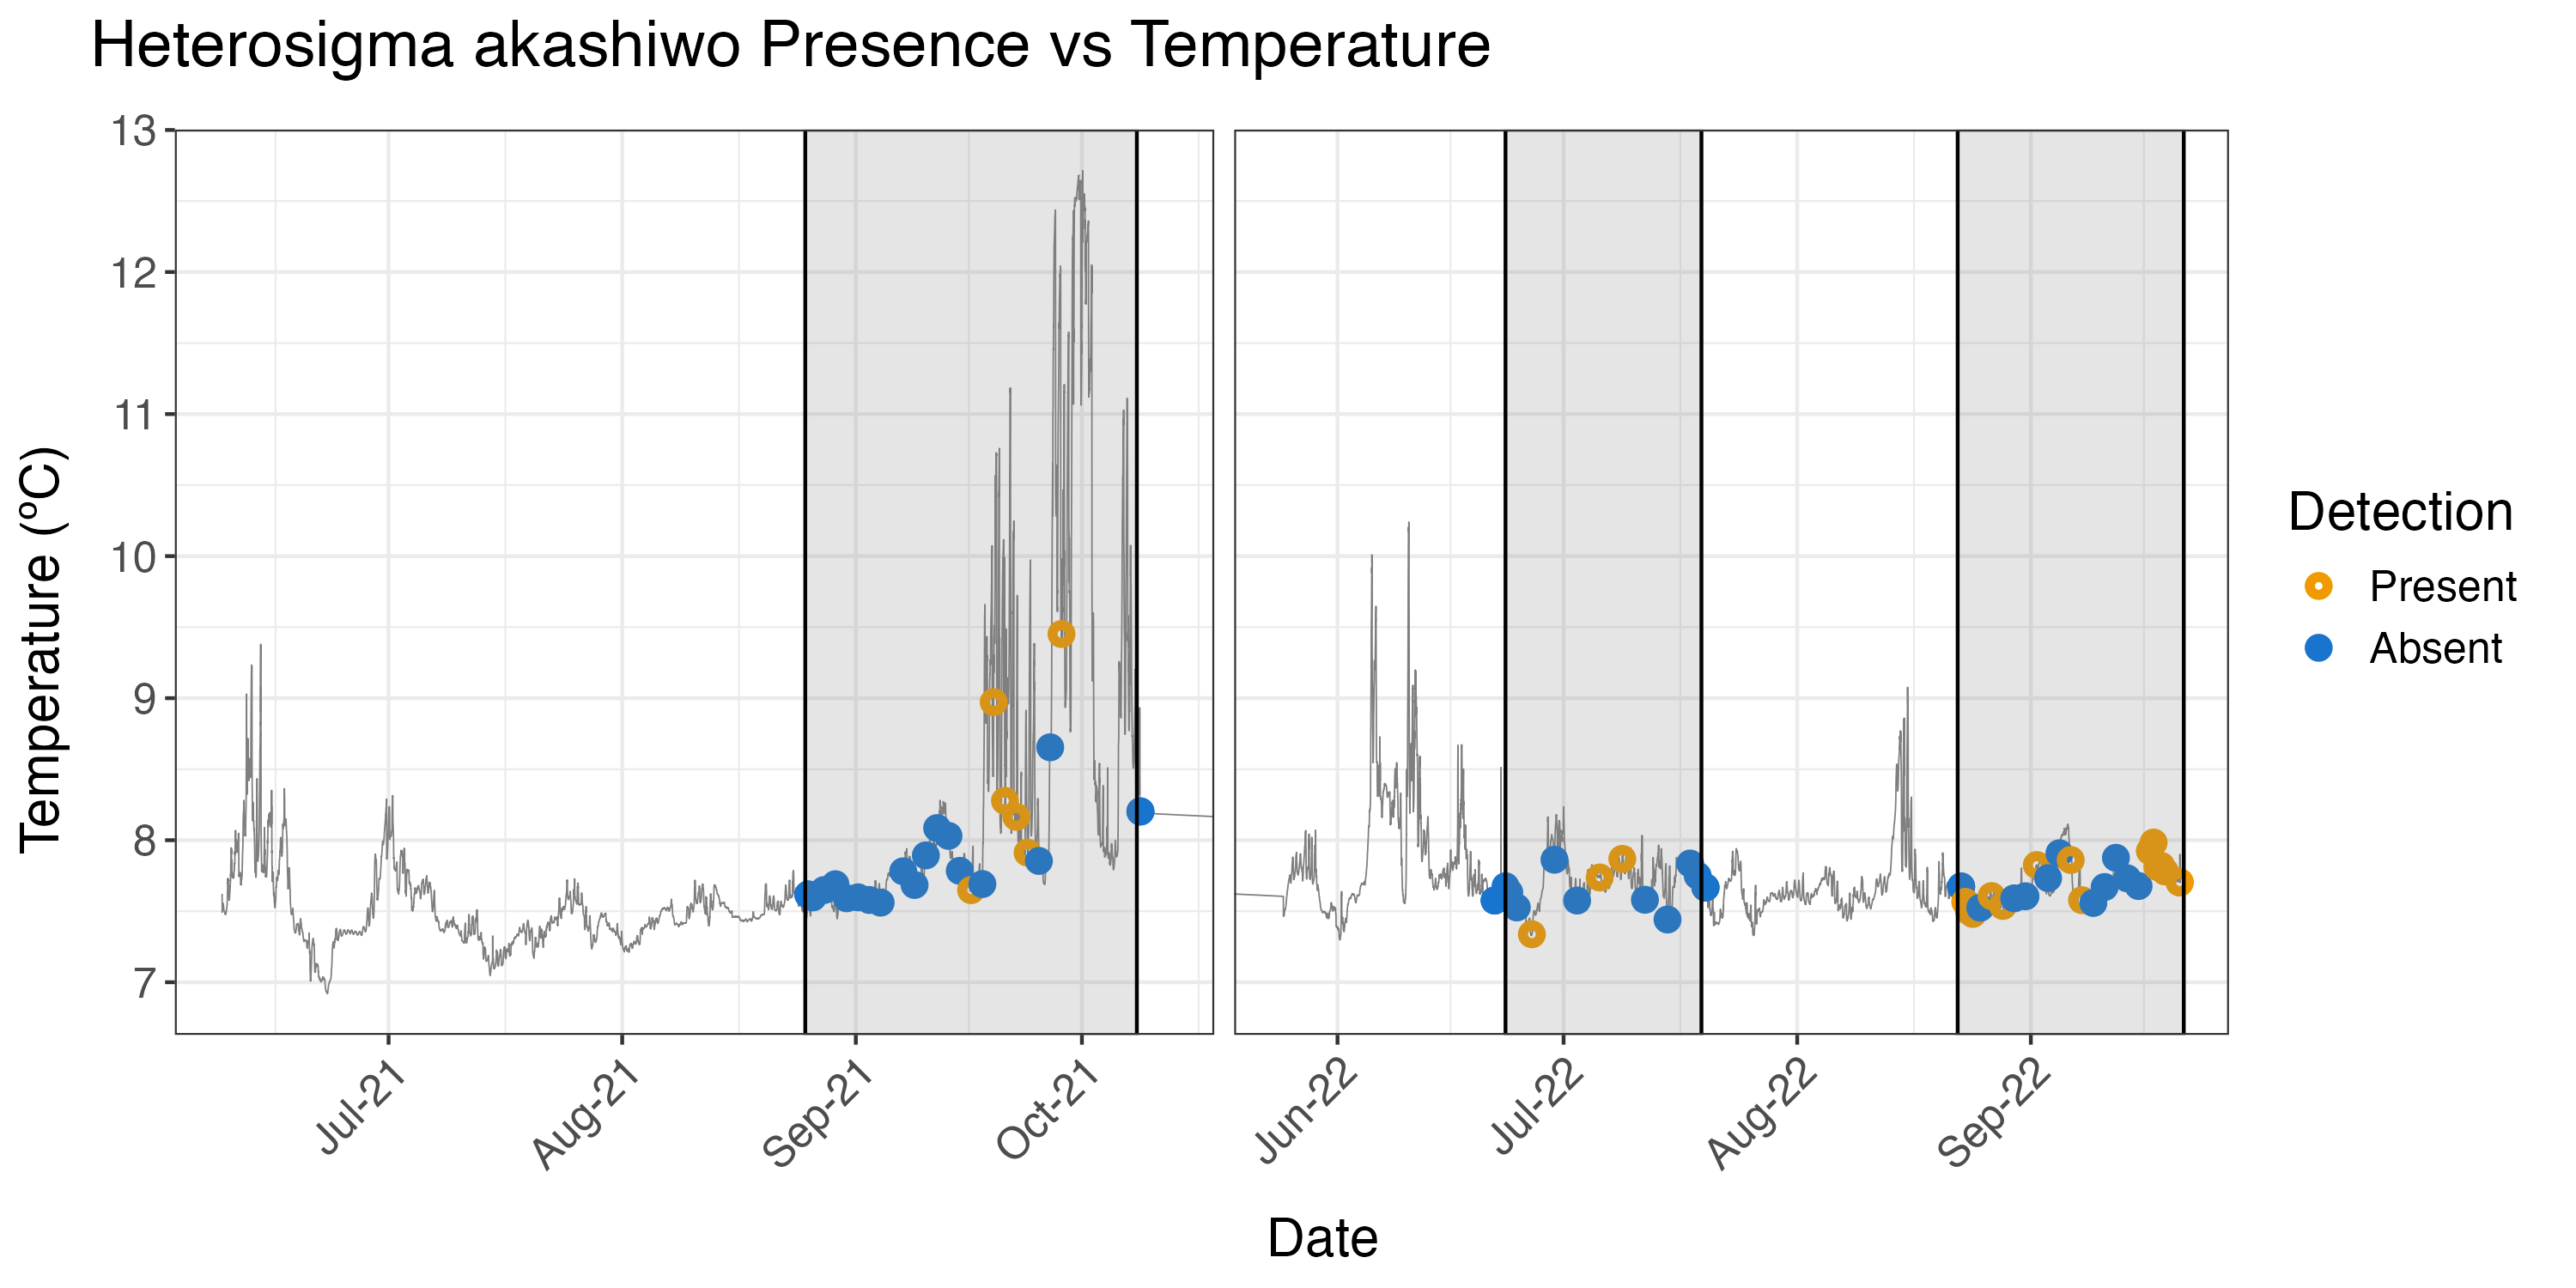 Heterosigma akashiwo Presence vs Temperature
13
12
11
10
9
8
7
Temperature (ºC)
Jul-21
Aug-21
Sep-21
Oct-21
Jun-22
Jul-22
Aug-22
Sep-22
Date
Detection
Present
Absent